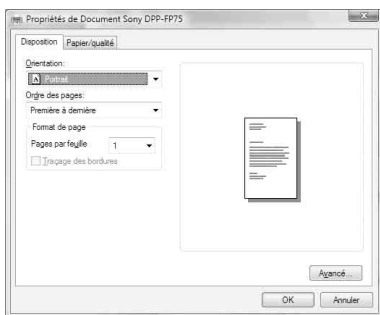 Propriétés de Document Sony DPP-FP75
Disposition
Papier/qualité
Orientation:
Portrait
Ordre des pages:
Première à dernière
Format de page
Pages par feuille 1
Traçage des bordures
Avancé...
OK Annuler